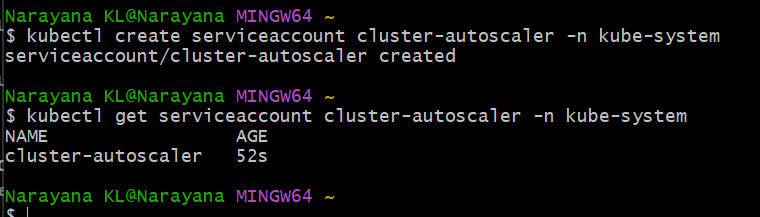 Narayana KL@Narayana MINGW64 ~
$ kubectl create serviceaccount cluster-autoscaler -n kube-system
serviceaccount/cluster-autoscaler created
Narayana KL@Narayana MINGW64 ~
$ kubectl get serviceaccount cluster-autoscaler -n kube-system
NAME                 AGE
cluster-autoscaler   52s
Narayana KL@Narayana MINGW64 ~
$